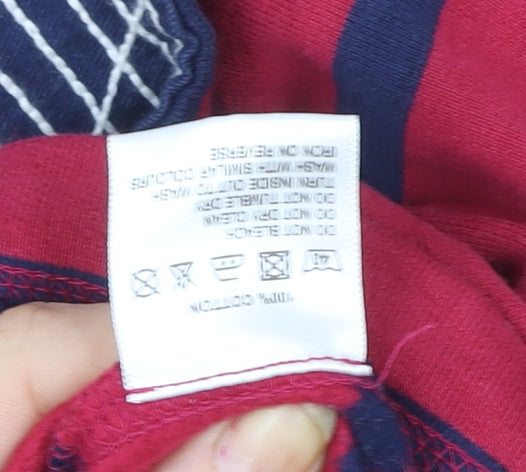 100% COTTON
40
DO NOT BLEACH
DO NOT DRY CLEAN
DO NOT TUMBLE DRY
TURN INSIDE OUT TO WASH
WASH WITH SIMILAR COLOURS
IRON ON REVERSE